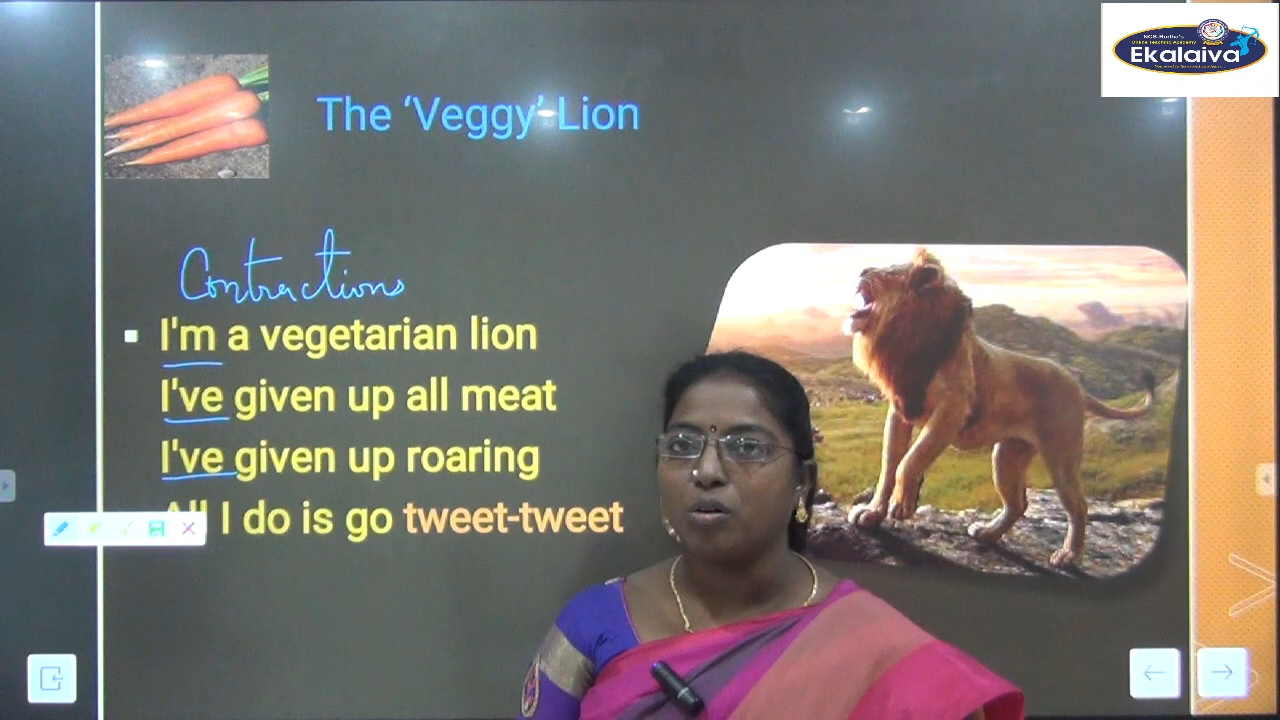 Ekalaiva
The ‘Veggy’ Lion
Contractions
I'm a vegetarian lion
I've given up all meat
I've given up roaring
All I do is go tweet-tweet